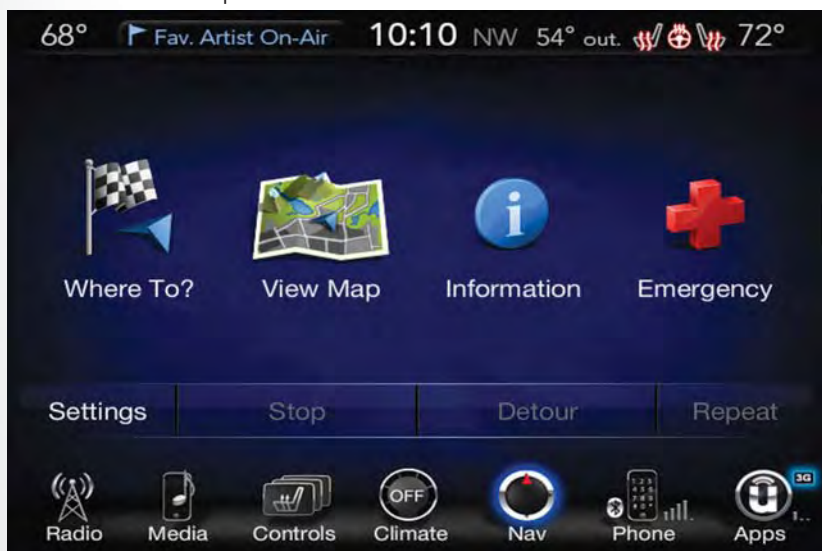 68° Fav. Artist On-Air 10:10 NW 54° out. 72°
Where To? View Map Information Emergency
Settings Stop Detour Repeat
OFF 3G
Radio Media Controls Climate Nav Phone Apps